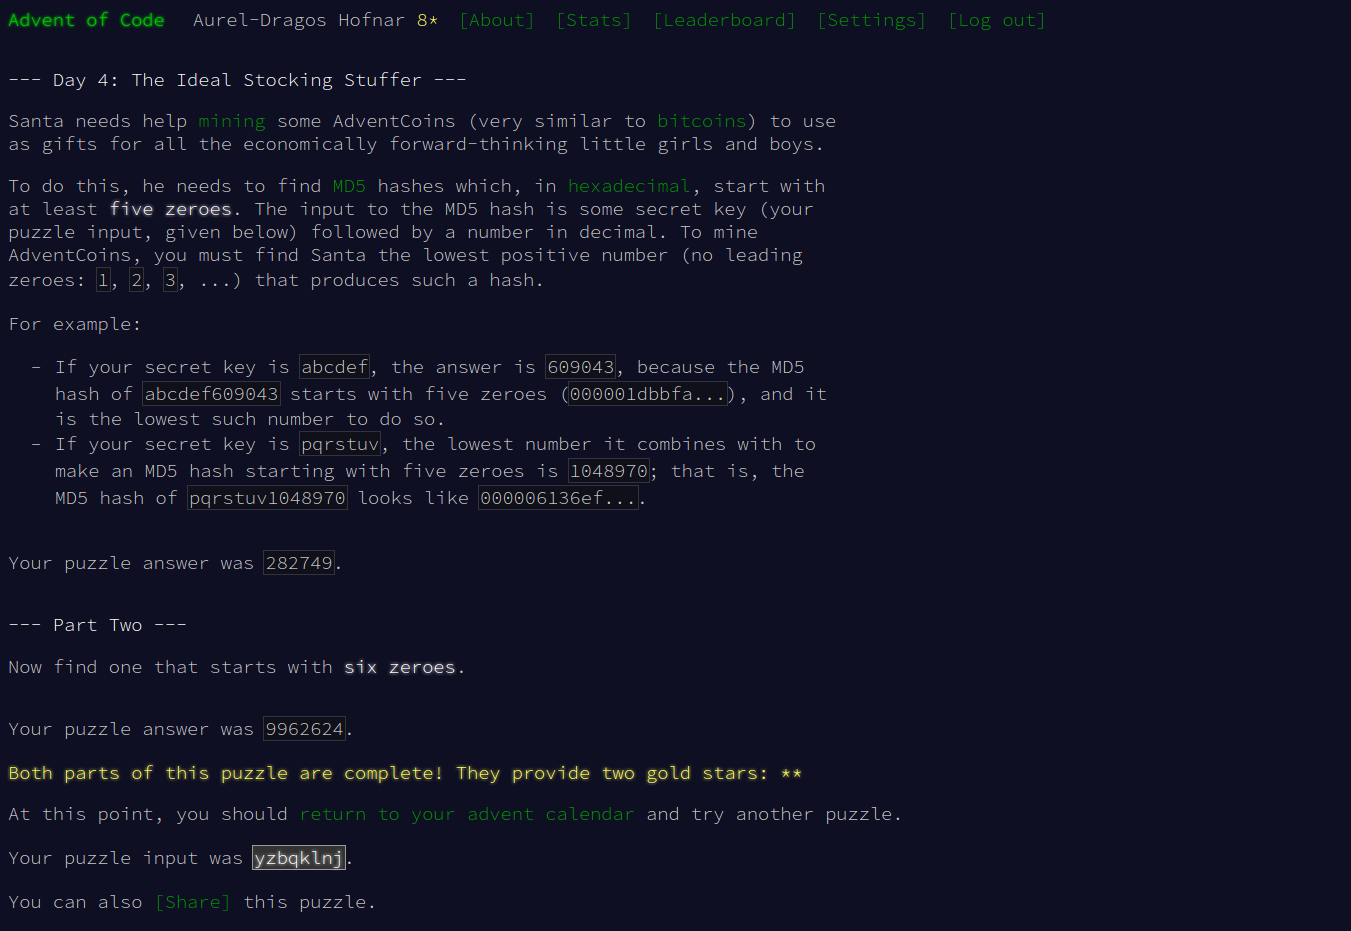 Advent of Code Aurel-Dragos Hofnar 8* [About] [Stats] [Leaderboard] [Settings] [Log out]
--- Day 4: The Ideal Stocking Stuffer ---
Santa needs help mining some AdventCoins (very similar to bitcoins) to use
as gifts for all the economically forward-thinking little girls and boys.
To do this, he needs to find MD5 hashes which, in hexadecimal, start with
at least five zeroes. The input to the MD5 hash is some secret key (your
puzzle input, given below) followed by a number in decimal. To mine
AdventCoins, you must find Santa the lowest positive number (no leading
zeroes: 1, 2, 3, ...) that produces such a hash.
For example:
- If your secret key is abcdef, the answer is 609043, because the MD5
hash of abcdef609043 starts with five zeroes (000001dbbfa...), and it
is the lowest such number to do so.
- If your secret key is pqrstuv, the lowest number it combines with to
make an MD5 hash starting with five zeroes is 1048970; that is, the
MD5 hash of pqrstuv1048970 looks like 000006136ef....
Your puzzle answer was 282749.
--- Part Two ---
Now find one that starts with six zeroes.
Your puzzle answer was 9962624.
Both parts of this puzzle are complete! They provide two gold stars: **
At this point, you should return to your advent calendar and try another puzzle.
Your puzzle input was yzbqklnj.
You can also [Share] this puzzle.